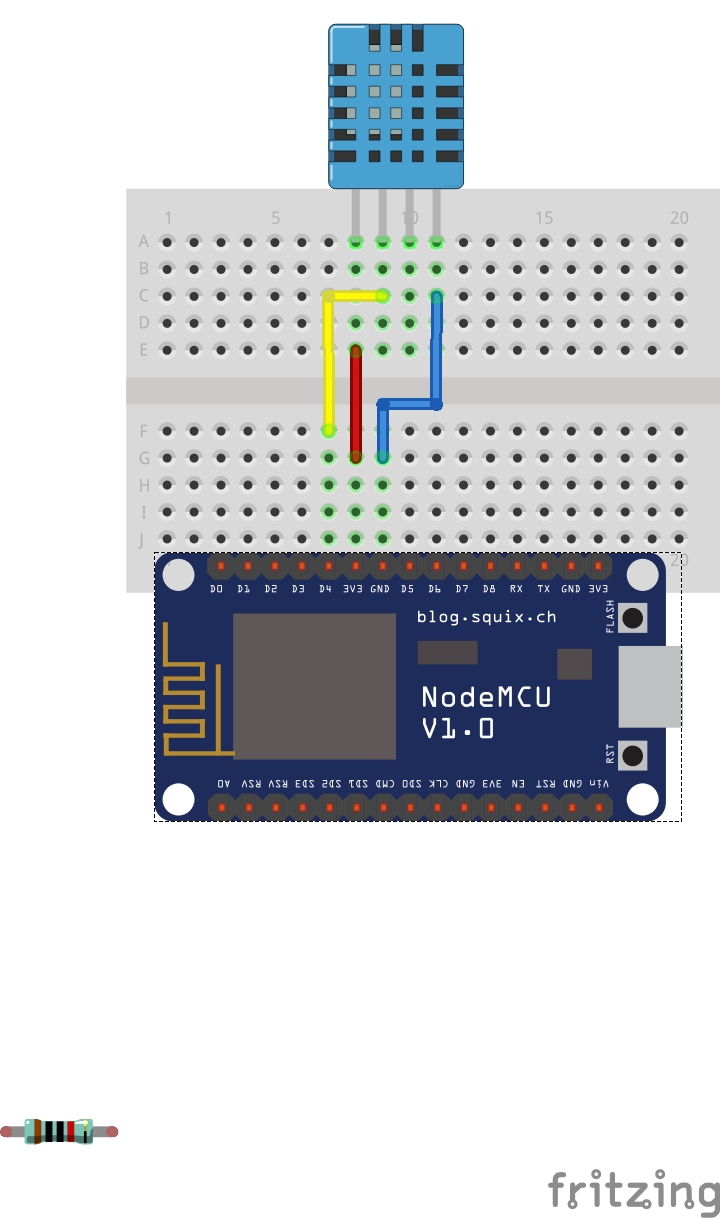 1 5 10 15 20
A
B
C
D
E
F
G
H
I
J
20
D0 D1 D2 D3 D4 3V3 GND D5 D6 D7 D8 RX TX GND 3V3
blog.squix.ch
FLASH
NodeMCU
V1.0
RST
A0 RSV RSV SD3 SD2 SD1 CMD SD0 CLK GND 3V3 EN RST GND Vin
fritzing